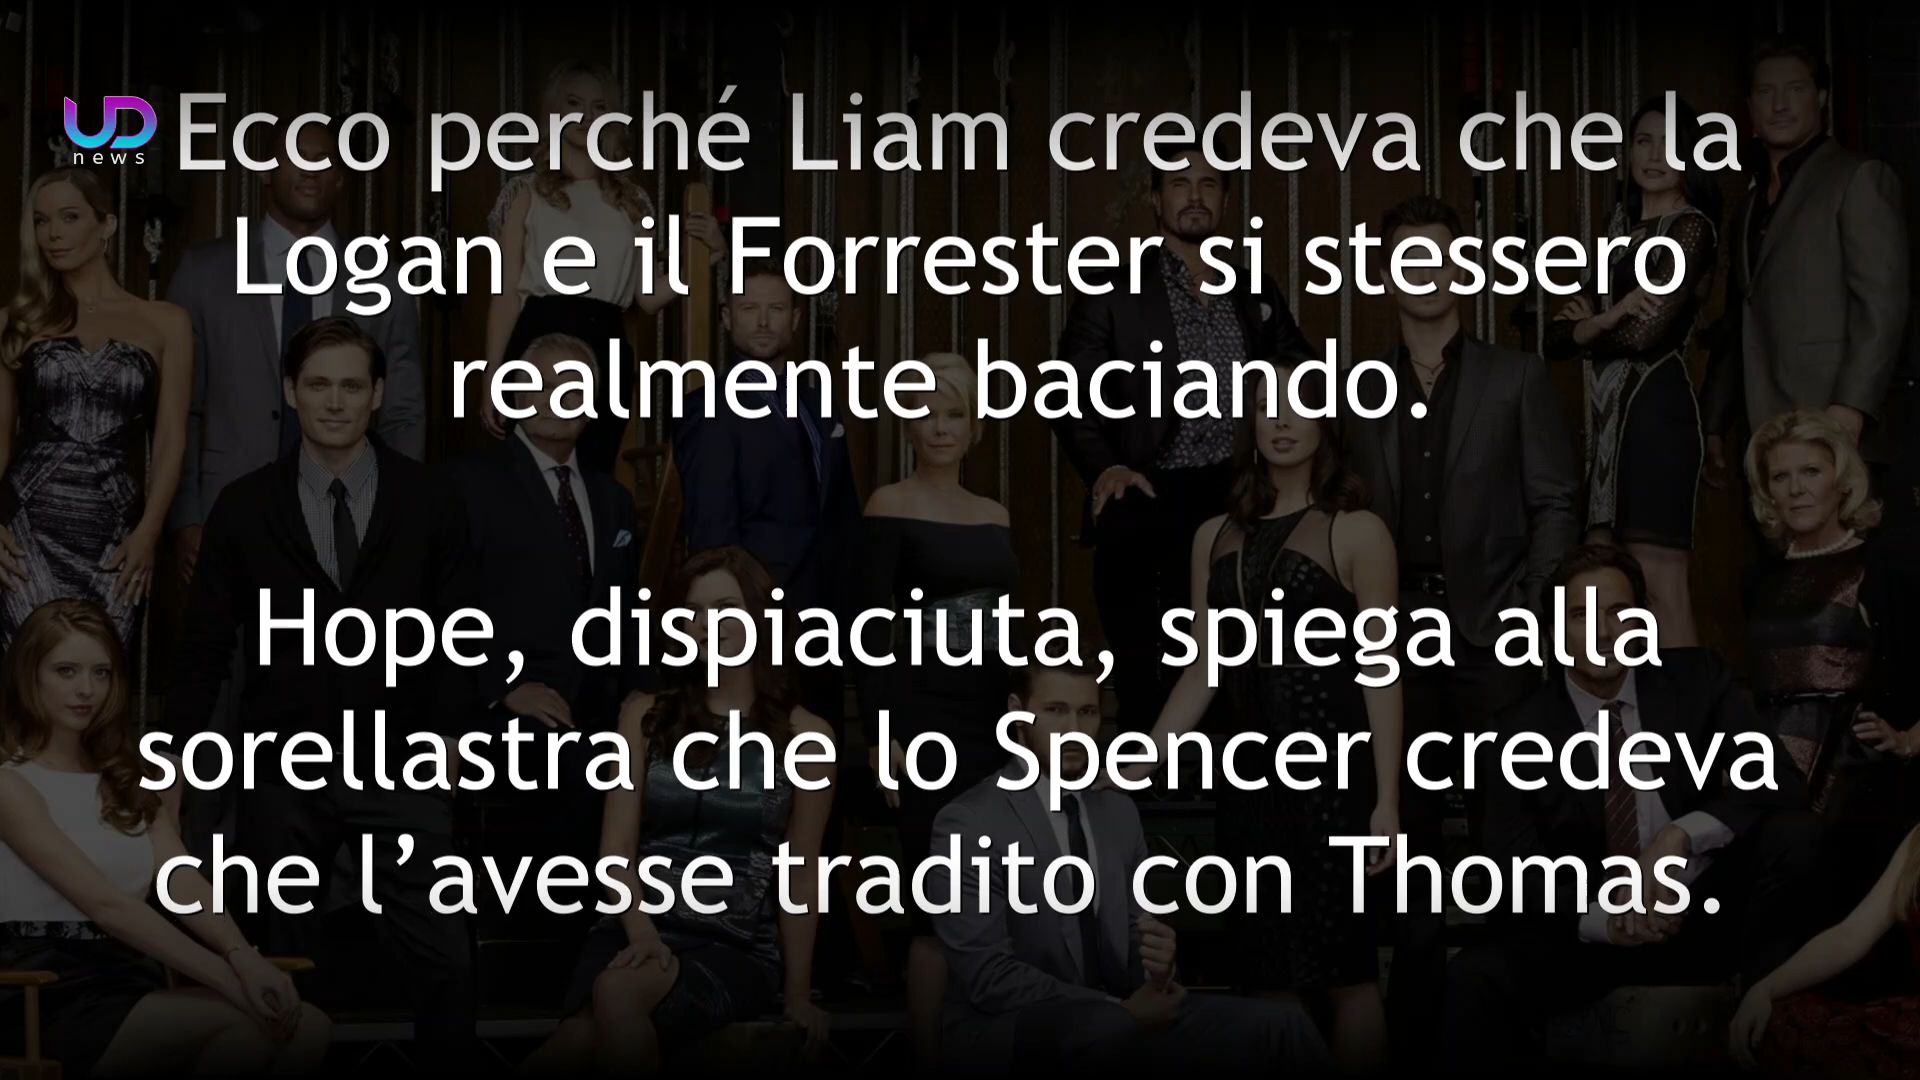 UD
news
Ecco perché Liam credeva che la
Logan e il Forrester si stessero
realmente baciando.
Hope, dispiaciuta, spiega alla
sorellastra che lo Spencer credeva
che l’avesse tradito con Thomas.